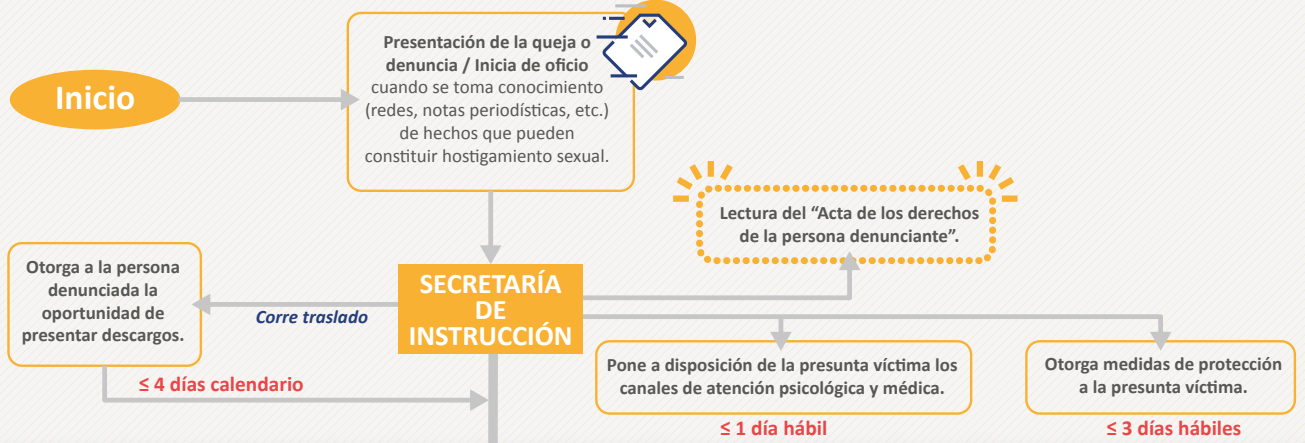 Inicio
Presentación de la queja o
denuncia / Inicia de oficio
cuando se toma conocimiento
(redes, notas periodísticas, etc.)
de hechos que pueden
constituir hostigamiento sexual.
Lectura del “Acta de los derechos
de la persona denunciante”.
Otorga a la persona
denunciada la
oportunidad de
presentar descargos.
Corre traslado
SECRETARÍA
DE
INSTRUCCIÓN
≤ 4 días calendario
Pone a disposición de la presunta víctima los
canales de atención psicológica y médica.
≤ 1 día hábil
Otorga medidas de protección
a la presunta víctima.
≤ 3 días hábiles